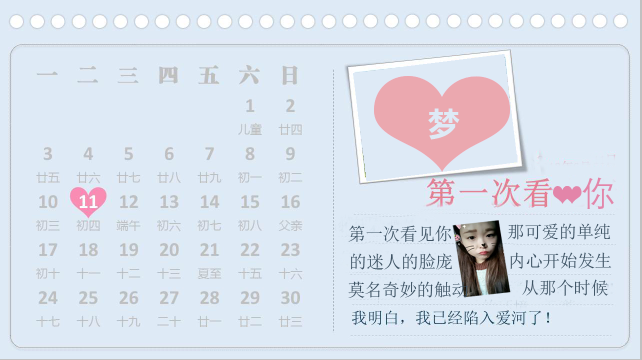 一 二 三 四 五 六 日
1 2
儿童 廿四
3 4 5 6 7 8 9
廿五 廿六 廿七 廿八 廿九 初一 初二
10 11 12 13 14 15 16
初三 初四 端午 初六 初七 初八 父亲
17 18 19 20 21 22 23
初十 十一 十二 十三 夏至 十五 十六
24 25 26 27 28 29 30
十七 十八 十九 二十 廿一 廿二 廿三
梦
第一次看 你
第一次看见你 那可爱的单纯
的迷人的脸庞 内心开始发生
莫名奇妙的触动 从那个时候
我明白，我已经陷入爱河了！